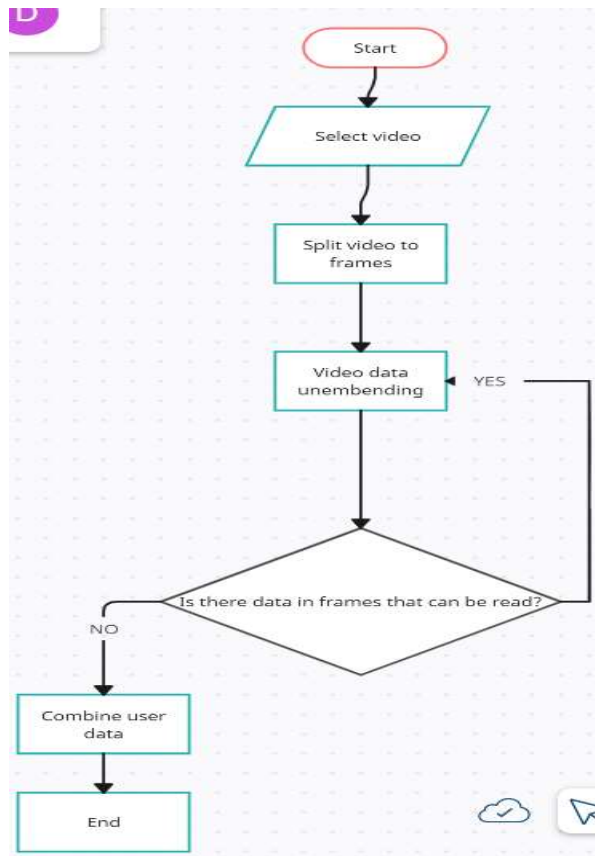 B
Start
Select video
Split video to
frames
Video data
unembending
YES
Is there data in frames that can be read?
NO
Combine user
data
End